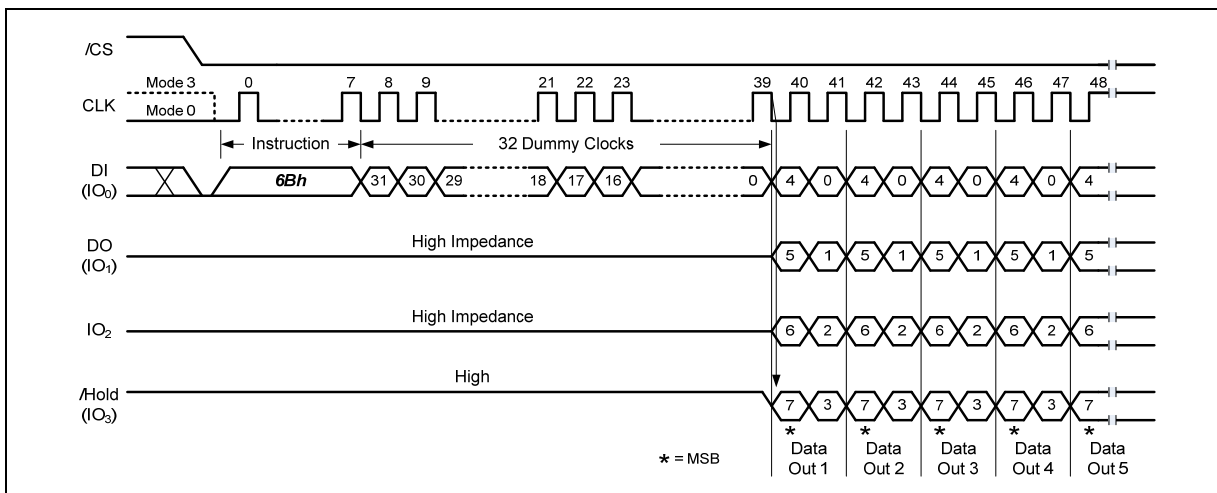 /CS
Mode 3 0 7 8 9 21 22 23 39 40 41 42 43 44 45 46 47 48
CLK
Mode 0
Instruction 32 Dummy Clocks
DI
(IO0) 6Bh 31 30 29 18 17 16 0 4 0 4 0 4 0 4 0 4
DO High Impedance
(IO1) 5 1 5 1 5 1 5 1 5
IO2 High Impedance 6 2 6 2 6 2 6 2 6
High
/Hold
(IO3) 7 3 7 3 7 3 7 3 7
* * * * *
* = MSB
Data Out 1
Data Out 2
Data Out 3
Data Out 4
Data Out 5